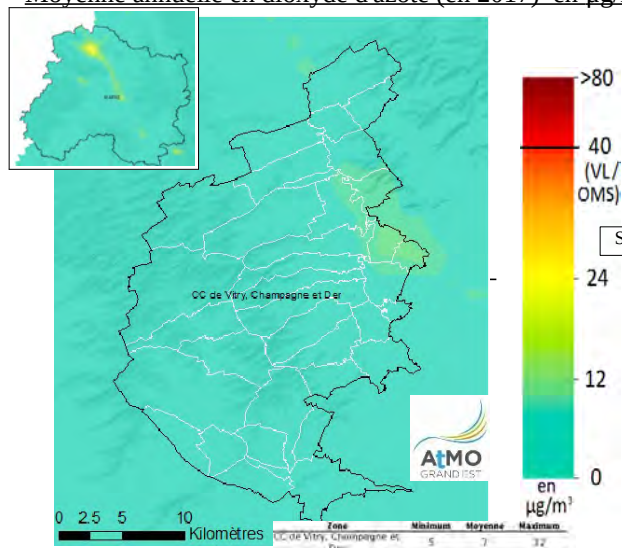 Moyenne annuelle en dioxyde d'azote (en 2017) en µg/
MARNE
CC de Vitry, Champagne et Der
>80
40
(VL/
OMS)
S
24
12
0
en
µg/m³
AtMO
GRAND EST
0 2.5 5 10
Kilomètres
Zone Minimum Moyenne Maximum
CC de Vitry, Champagne et 5 7 32
Der